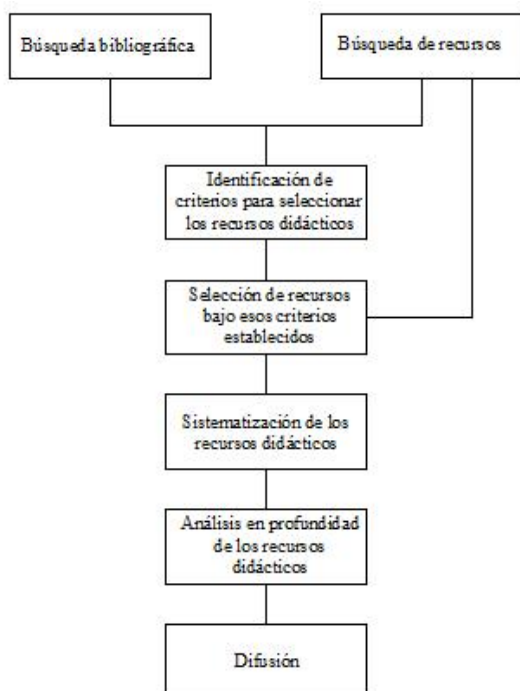 Búsqueda bibliográfica
Búsqueda de recursos
Identificación de
criterios para seleccionar
los recursos didácticos
Selección de recursos
bajo esos criterios
establecidos
Sistematización de los
recursos didácticos
Análisis en profundidad
de los recursos
didácticos
Difusión